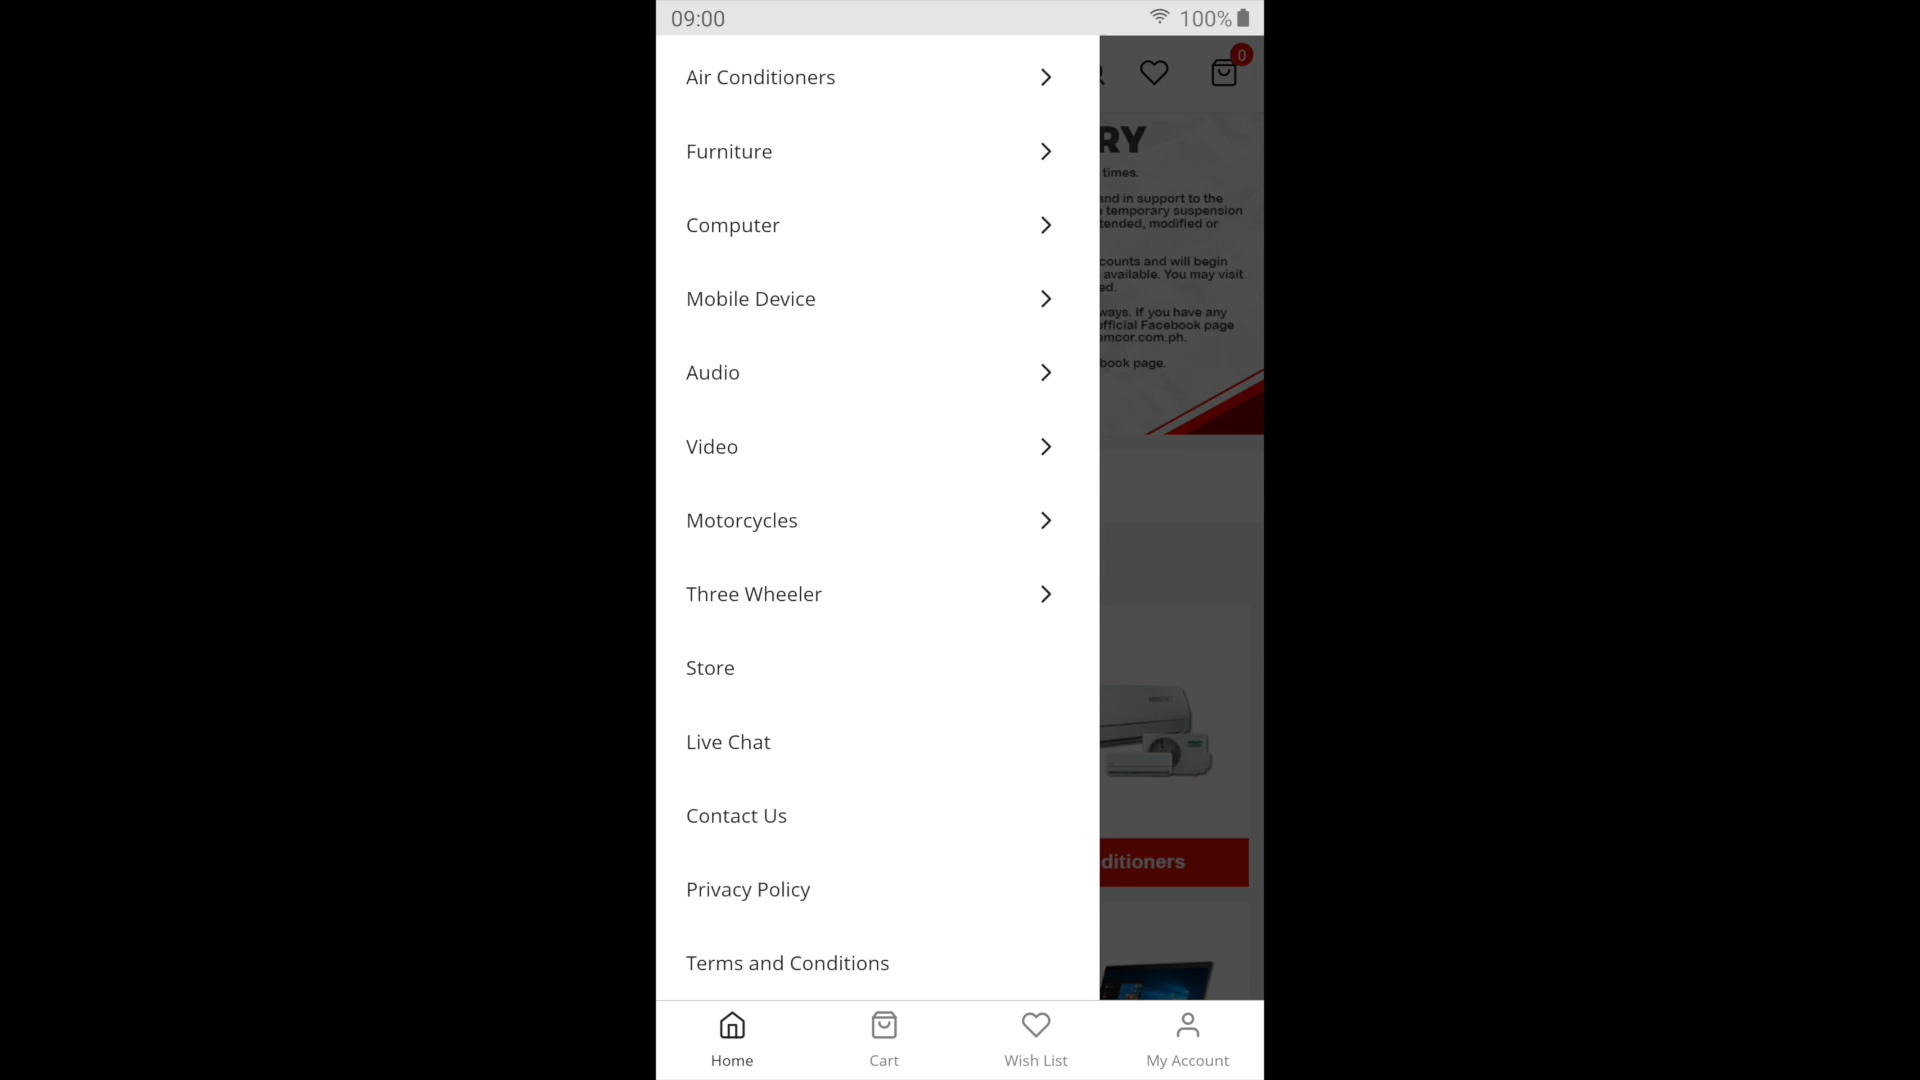 09:00
100%
Air Conditioners
Furniture
Computer
Mobile Device
Audio
Video
Motorcycles
Three Wheeler
Store
Live Chat
Contact Us
Privacy Policy
Terms and Conditions
0
RY
times.
and in support to the
temporary suspension
tended, modified or
counts and will begin
available. You may visit
ed.
ways. If you have any
official Facebook page
mcor.com.ph.
book page.
ditioners
Home
Cart
Wish List
My Account